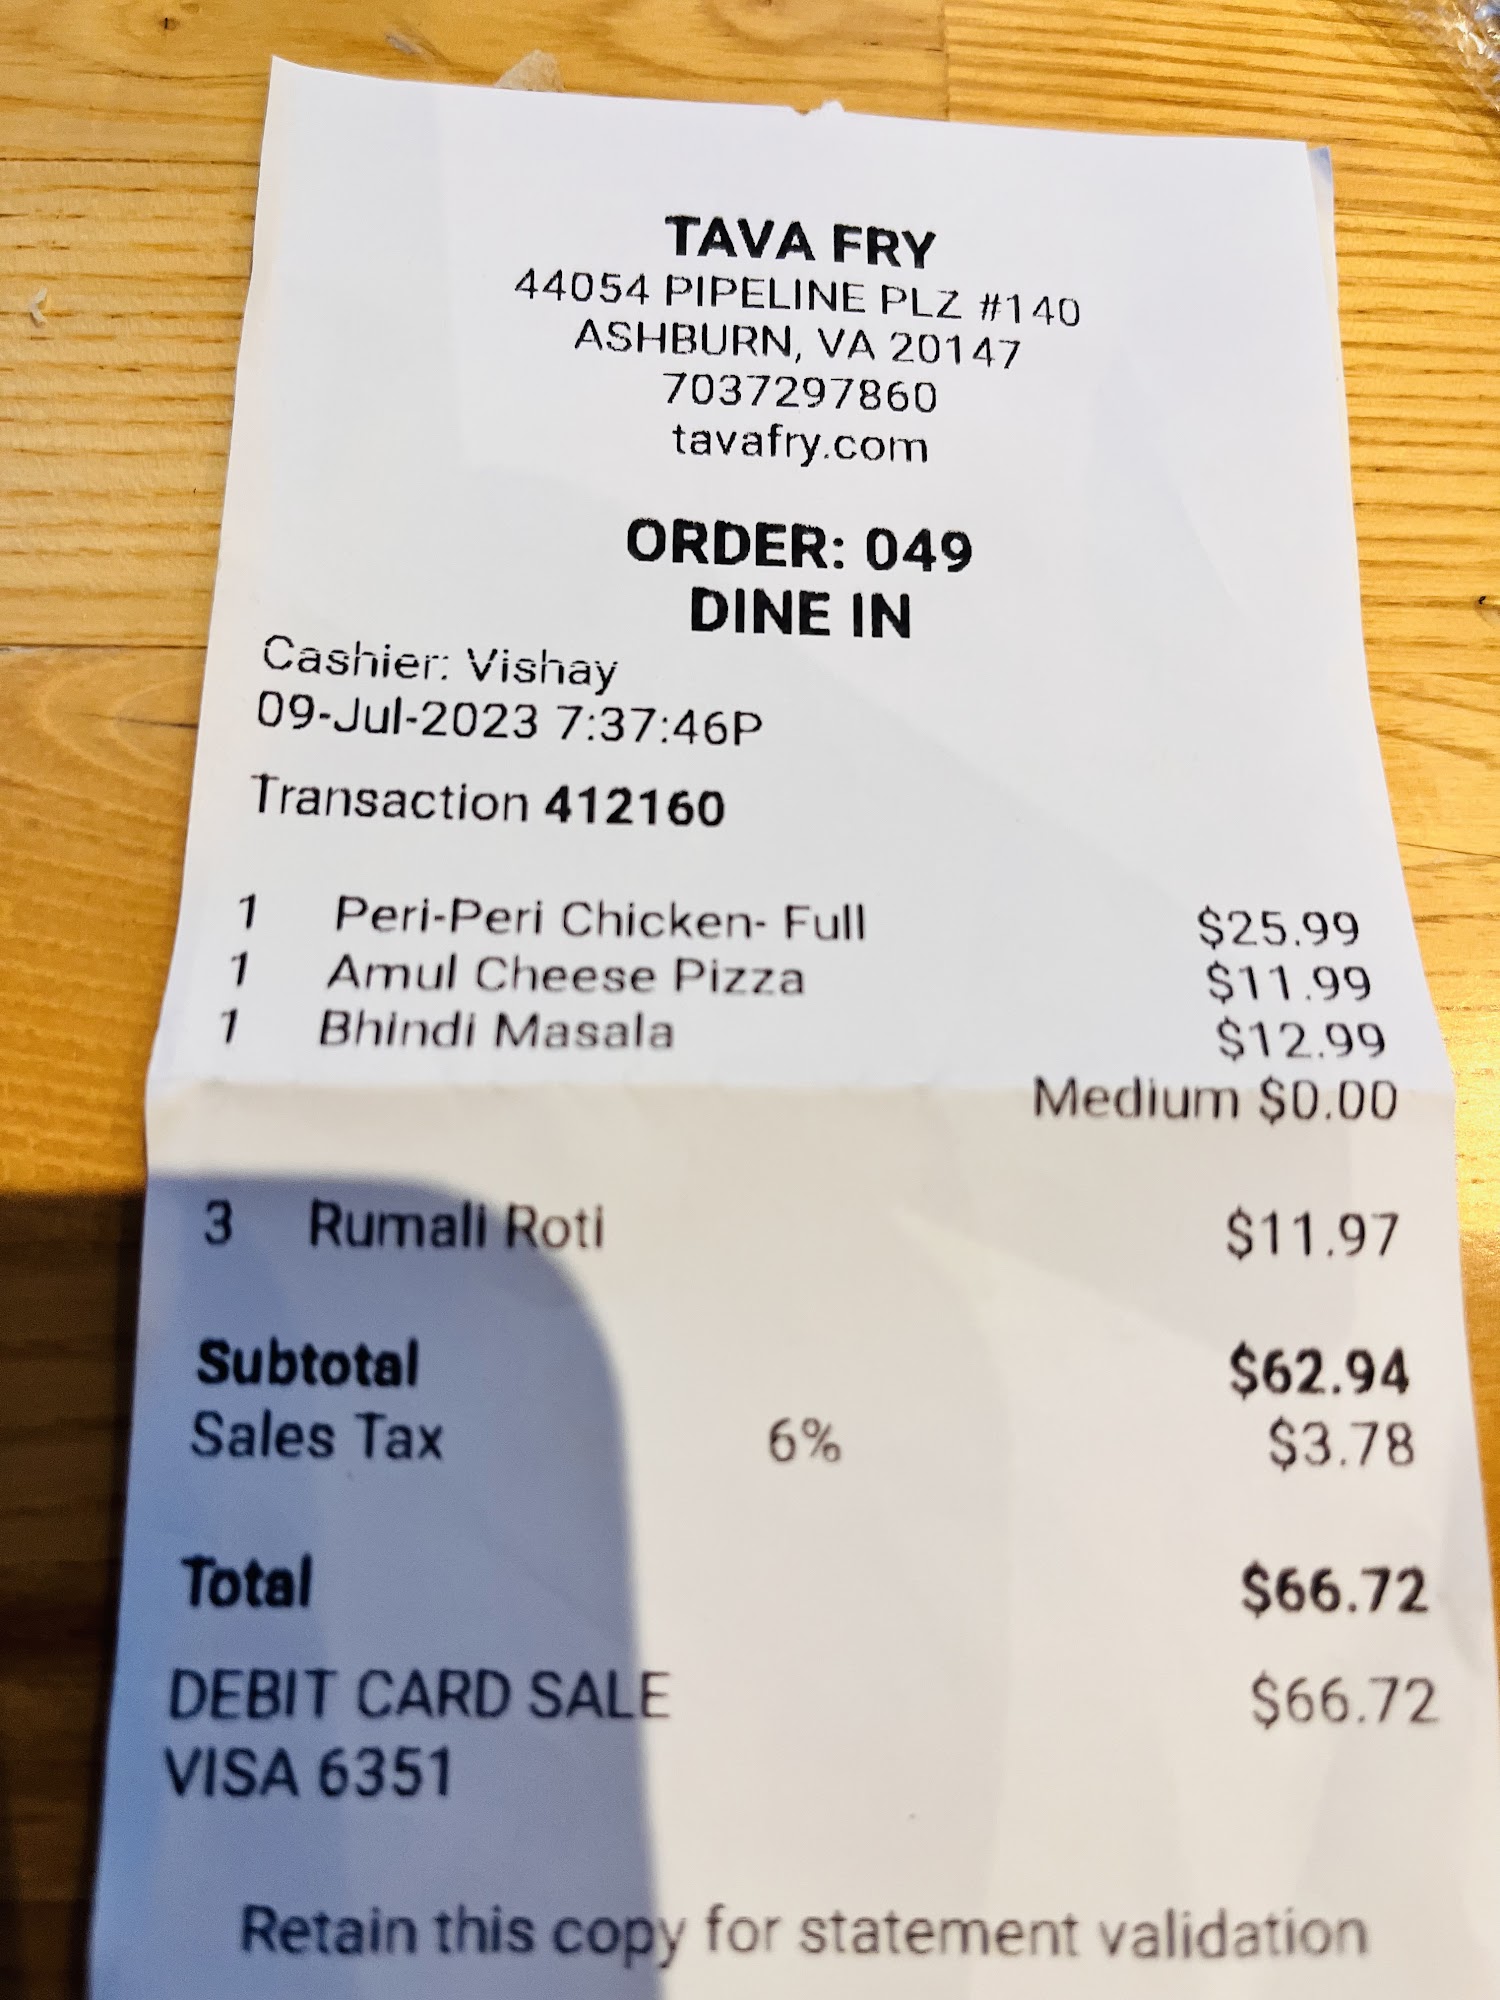 TAVA FRY
44054 PIPELINE PLZ #140
ASHBURN, VA 20147
7037297860
tavafry.com
ORDER: 049
DINE IN
Cashier: Vishay
09-Jul-2023 7:37:46P
Transaction 412160
1 Peri-Peri Chicken- Full $25.99
1 Amul Cheese Pizza $11.99
1 Bhindi Masala $12.99
Medium $0.00
3 Rumali Roti $11.97
Subtotal $62.94
Sales Tax 6% $3.78
Total $66.72
DEBIT CARD SALE $66.72
VISA 6351
Retain this copy for statement validation